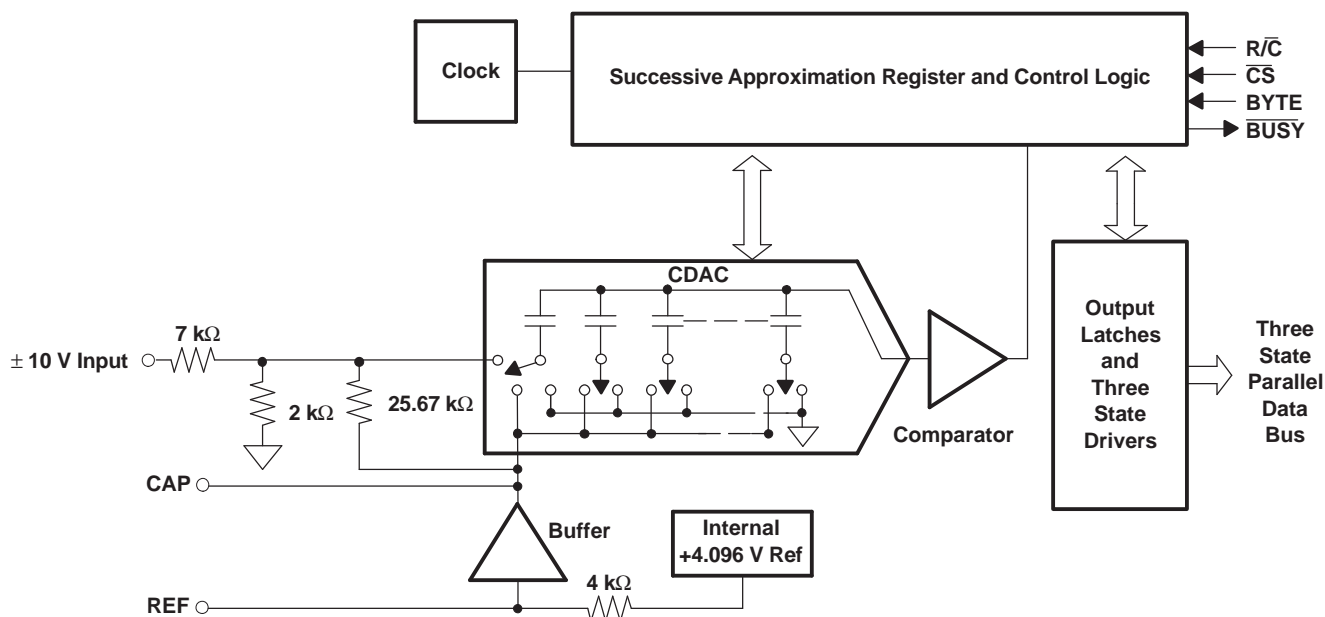 Clock
Successive Approximation Register and Control Logic
R/C̅
C̅S̅
BYTE
B̅U̅S̅Y̅
CDAC
7 kΩ
± 10 V Input
2 kΩ
25.67 kΩ
Comparator
Output
Latches
and
Three
State
Drivers
Three
State
Parallel
Data
Bus
CAP
Buffer
Internal
+4.096 V Ref
4 kΩ
REF